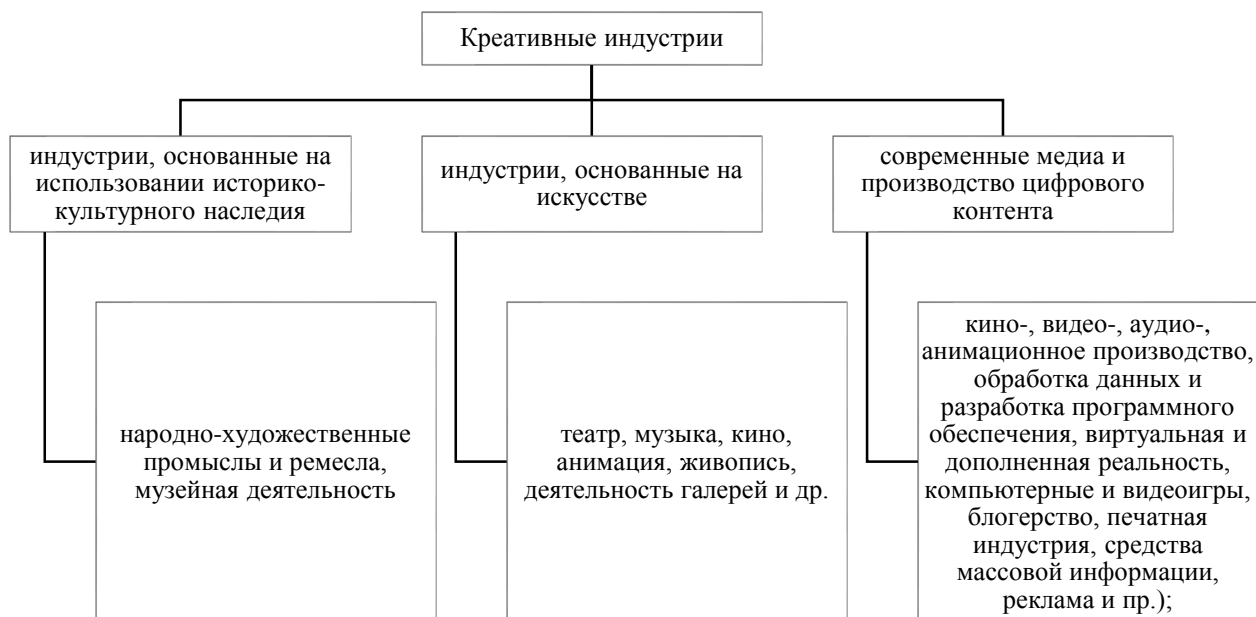 Креативные индустрии
индустрии, основанные на
использовании историко-
культурного наследия
индустрии, основанные на
искусстве
современные медиа и
производство цифрового
контента
народно-художественные
промыслы и ремесла,
музейная деятельность
театр, музыка, кино,
анимация, живопись,
деятельность галерей и др.
кино-, видео-, аудио-,
анимационное производство,
обработка данных и
разработка программного
обеспечения, виртуальная и
дополненная реальность,
компьютерные и видеоигры,
блогерство, печатная
индустрия, средства
массовой информации,
реклама и пр.);